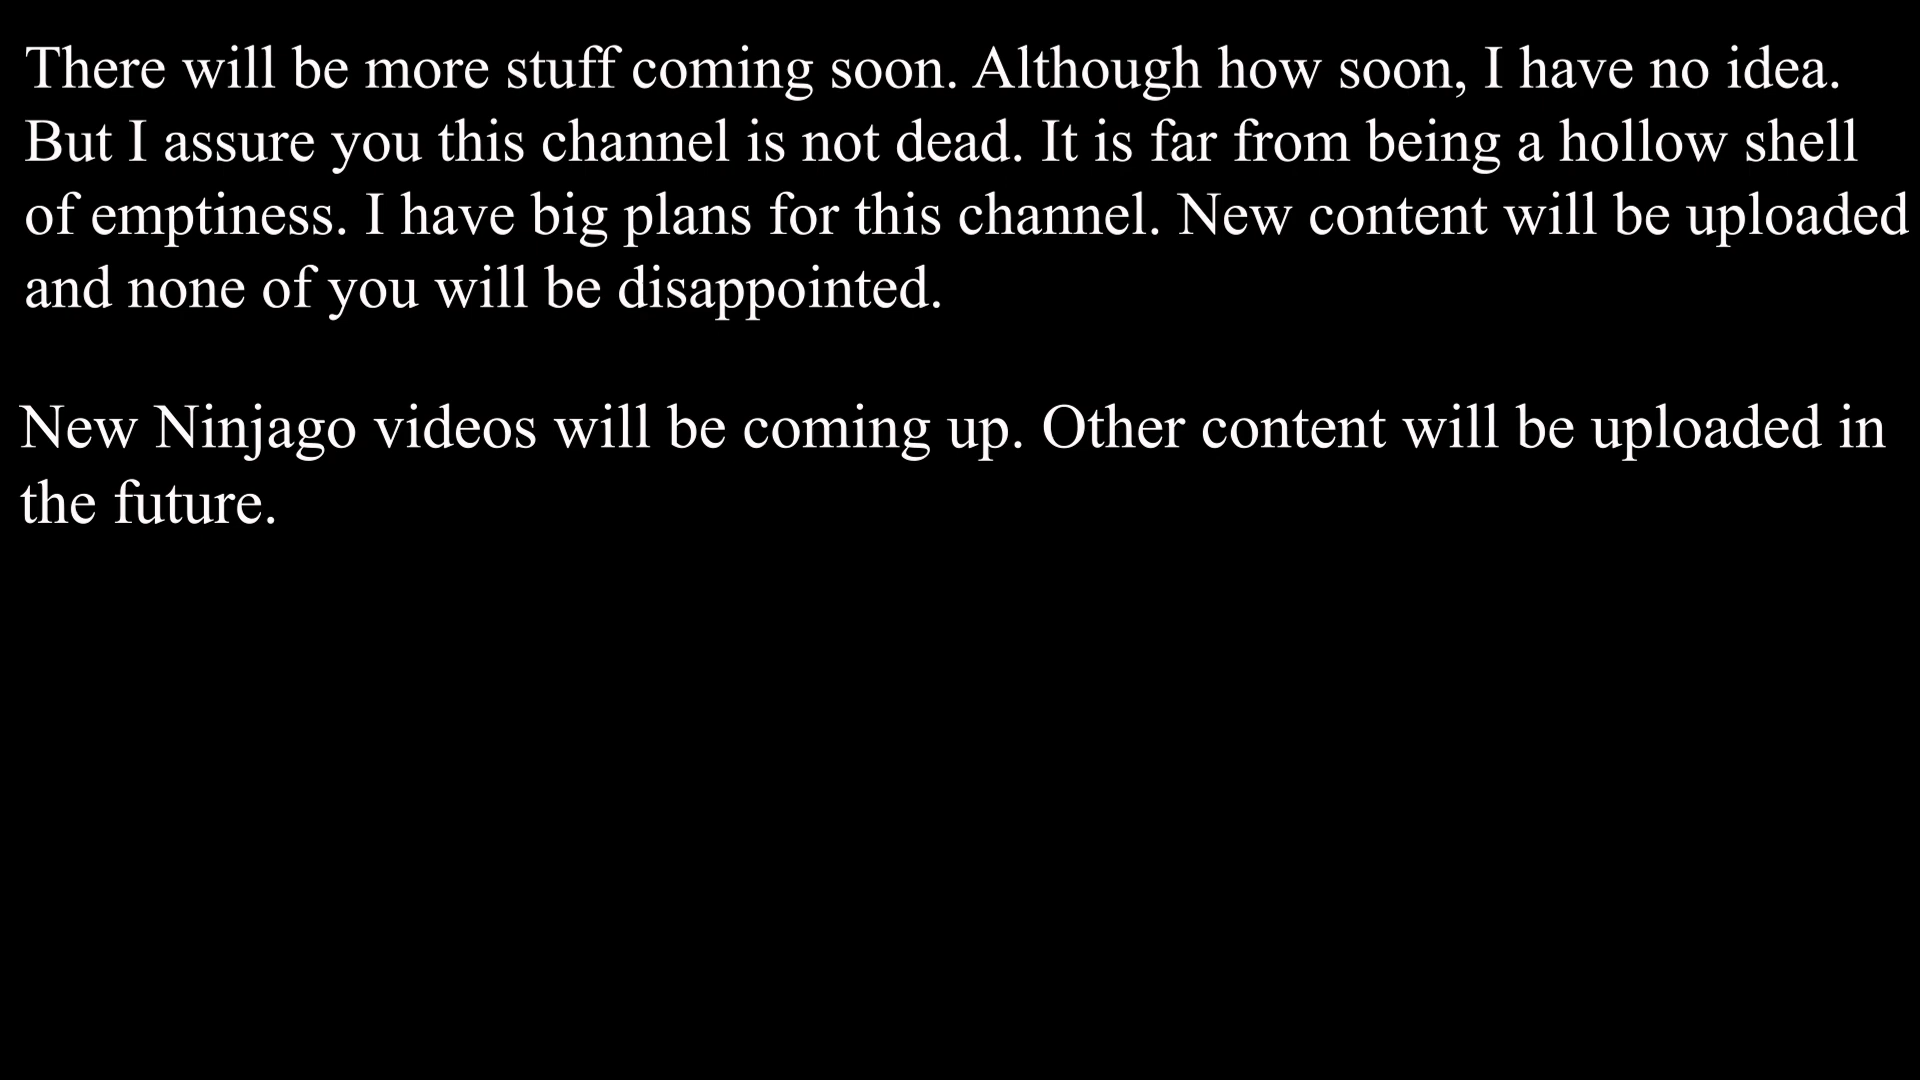 There will be more stuff coming soon. Although how soon, I have no idea.
But I assure you this channel is not dead. It is far from being a hollow shell
of emptiness. I have big plans for this channel. New content will be uploaded
and none of you will be disappointed.
New Ninjago videos will be coming up. Other content will be uploaded in
the future.